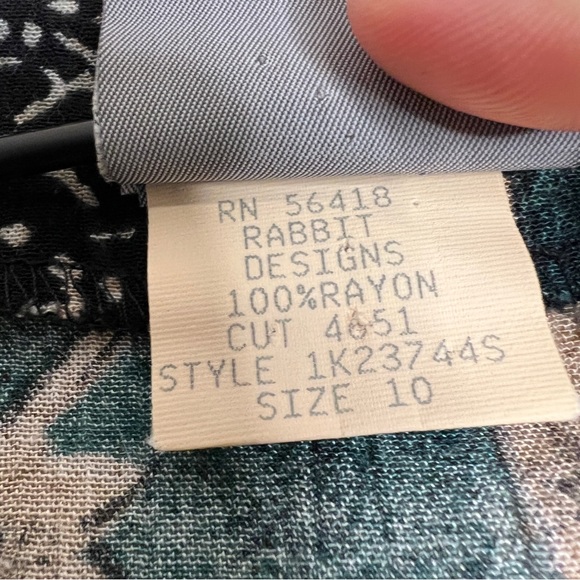 RN 56418
RABBIT
DESIGNS
100%RAYON
CUT 4651
STYLE 1K23744S
SIZE 10